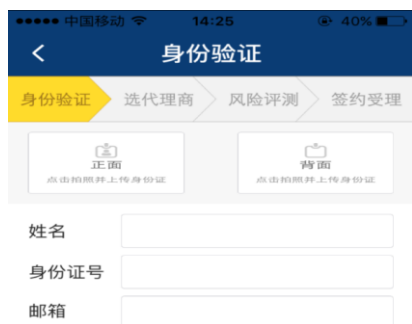 中国移动 14:25 40%
身份验证
身份验证 选代理商 风险评测 签约受理
正面 背面
点击拍照并上传身份证 点击拍照并上传身份证
姓名
身份证号
邮箱